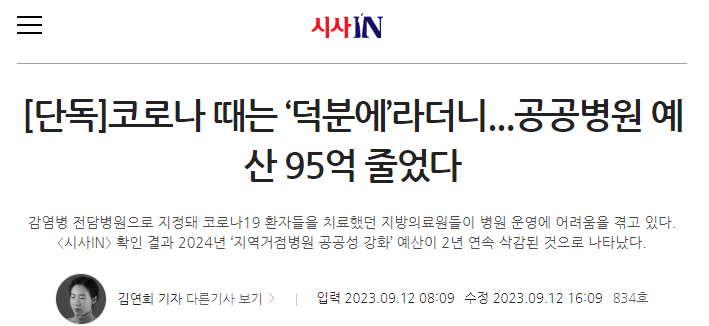 시사IN
[단독]코로나 때는 ‘덕분에’라더니...공공병원 예
산 95억 줄었다
감염병 전담병원으로 지정돼 코로나19 환자들을 치료했던 지방의료원들이 병원 운영에 어려움을 겪고 있다.
〈시사IN〉 확인 결과 2024년 ‘지역거점병원 공공성 강화’ 예산이 2년 연속 삭감된 것으로 나타났다.
김연희 기자 다른기사 보기 > | 입력 2023.09.12 08:09 수정 2023.09.12 16:09 834호